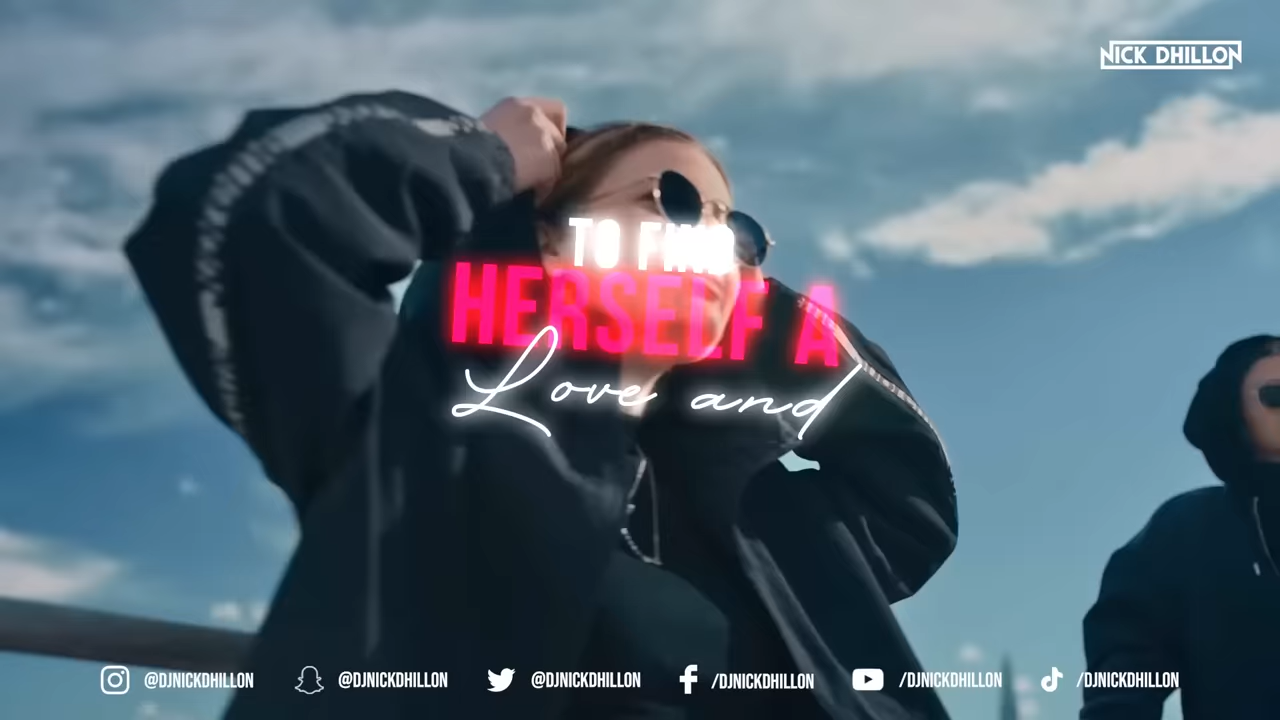 NICK DHILLON
TO FIND
HERSELF A
Love and
@DJNICKDHILLON
@DJNICKDHILLON
@DJNICKDHILLON
/DJNICKDHILLON
/DJNICKDHILLON
/DJNICKDHILLON